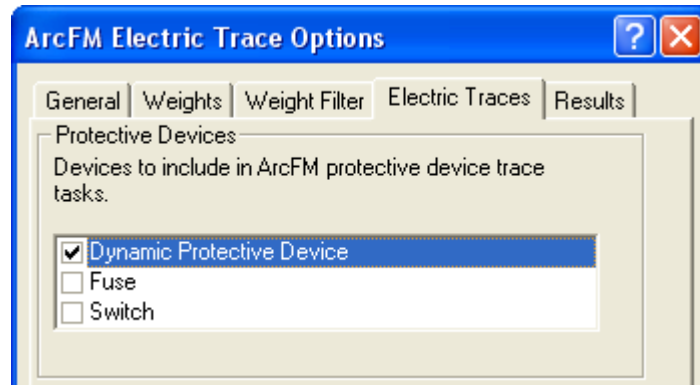 ArcFM Electric Trace Options
General Weights Weight Filter Electric Traces Results
Protective Devices
Devices to include in ArcFM protective device trace
tasks.
Dynamic Protective Device
Fuse
Switch